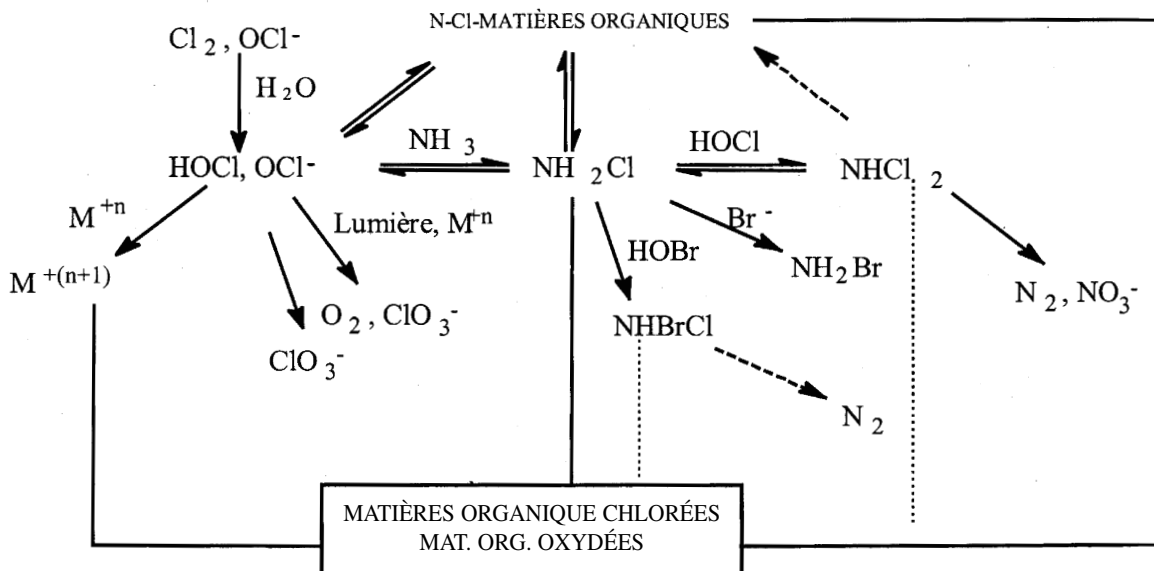 N-Cl-MATIÈRES ORGANIQUES
Cl2, OCl-
H2O
NH3
HOCl
HOCl, OCl-
NH2Cl
NHCl2
M+n
Lumière, M+n
Br-
HOBr
NH2Br
M+(n+1)
N2, NO3-
O2, ClO3-
NHBrCl
ClO3-
N2
MATIÈRES ORGANIQUE CHLORÉES
MAT. ORG. OXYDÉES